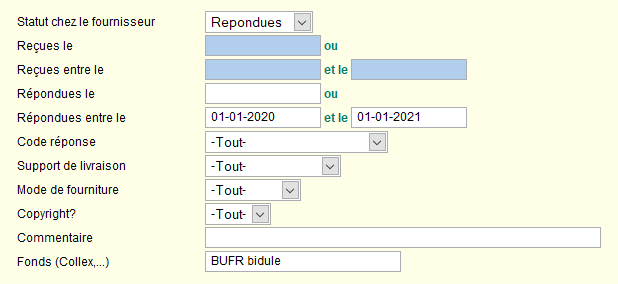 Statut chez le fournisseur Repondues
Reçues le ou
Reçues entre le et le
Répondues le ou
Répondues entre le 01-01-2020 et le 01-01-2021
Code réponse -Tout-
Support de livraison -Tout-
Mode de fourniture -Tout-
Copyright? -Tout-
Commentaire
Fonds (Collex,...) BUFR bidule